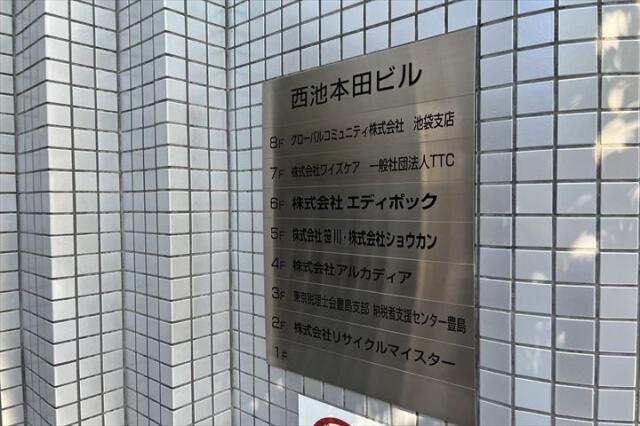 西池本田ビル
8F グローバルコミュニティ株式会社 池袋支店
7F 株式会社ワイズケア 一般社団法人TTC
6F 株式会社 エディポック
5F 株式会社 笹川・株式会社ショウカン
4F 株式会社アルカディア
3F 東京税理士会豊島支部 納税者支援センター豊島
2F 株式会社リサイクルマイスター
1F